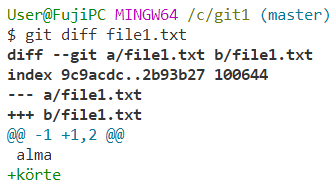 User@FujiPC MINGW64 /c/git1 (master)
$ git diff file1.txt
diff --git a/file1.txt b/file1.txt
index 9c9acdc..2b93b27 100644
--- a/file1.txt
+++ b/file1.txt
@@ -1 +1,2 @@
 alma
+körte